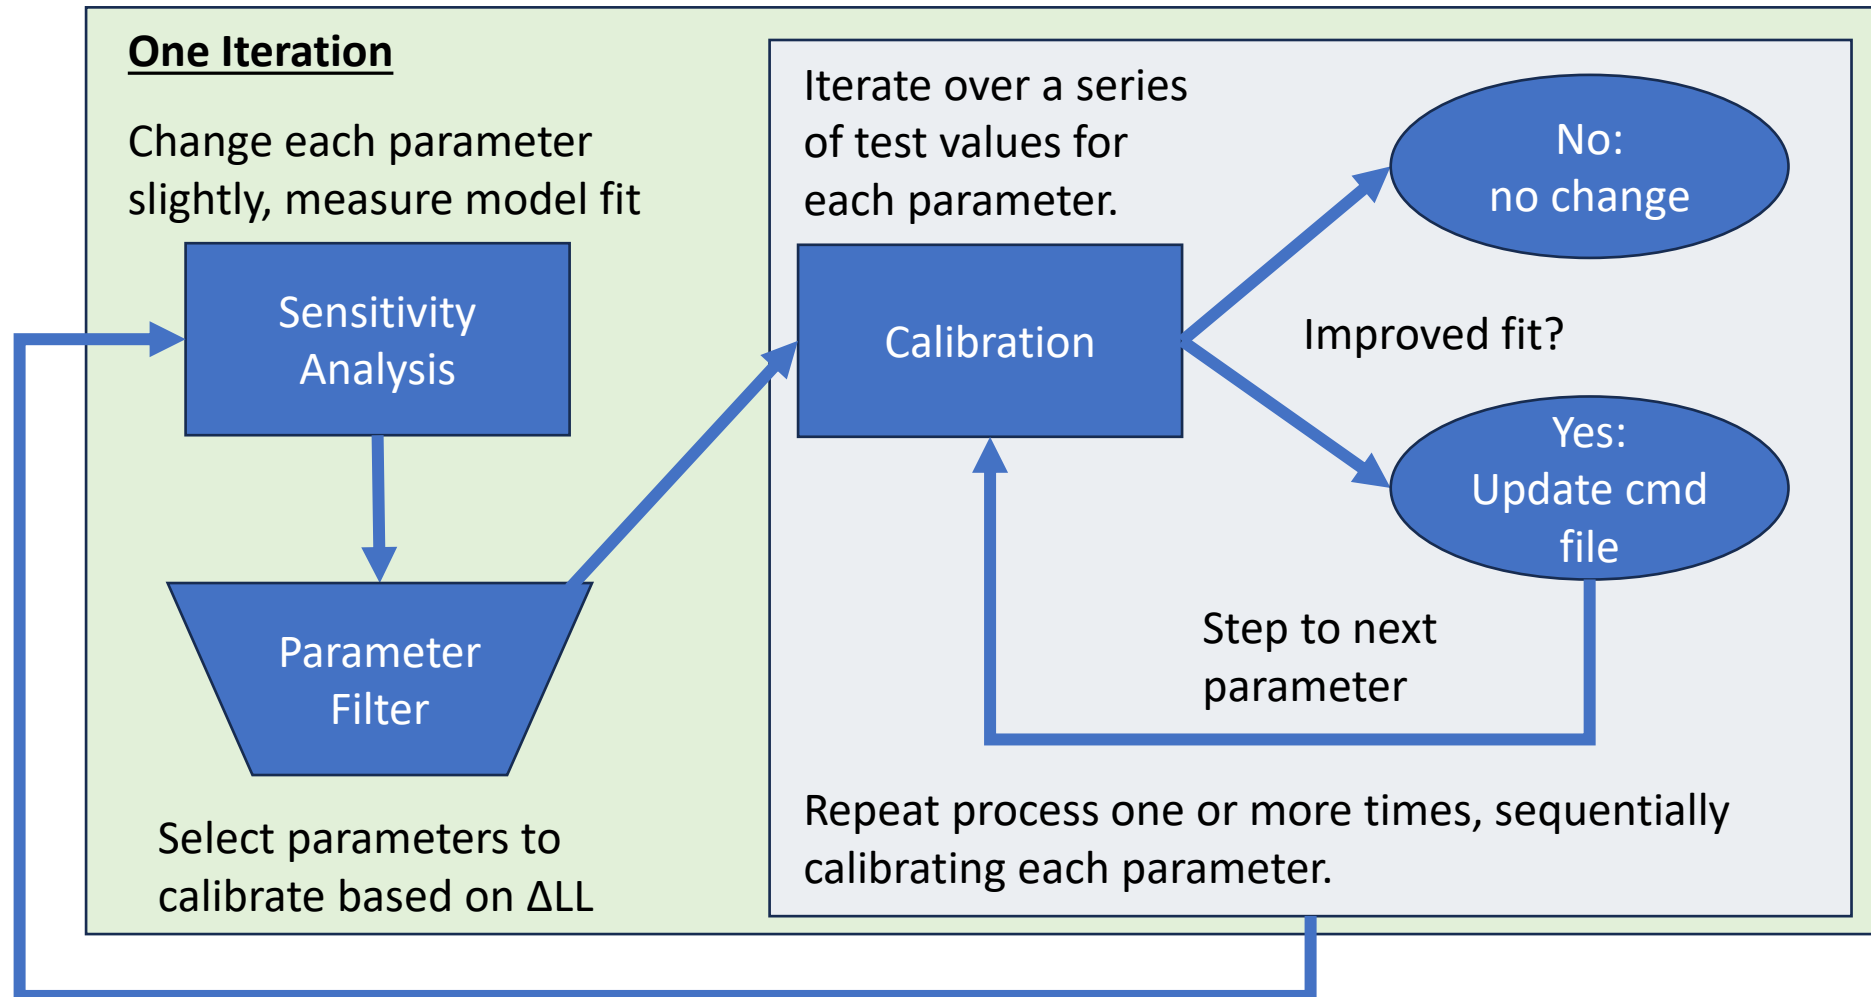 One Iteration
Change each parameter
slightly, measure model fit
Sensitivity
Analysis
Parameter
Filter
Select parameters to
calibrate based on ΔLL
Iterate over a series
of test values for
each parameter.
Calibration
No:
no change
Improved fit?
Yes:
Update cmd
file
Step to next
parameter
Repeat process one or more times, sequentially
calibrating each parameter.